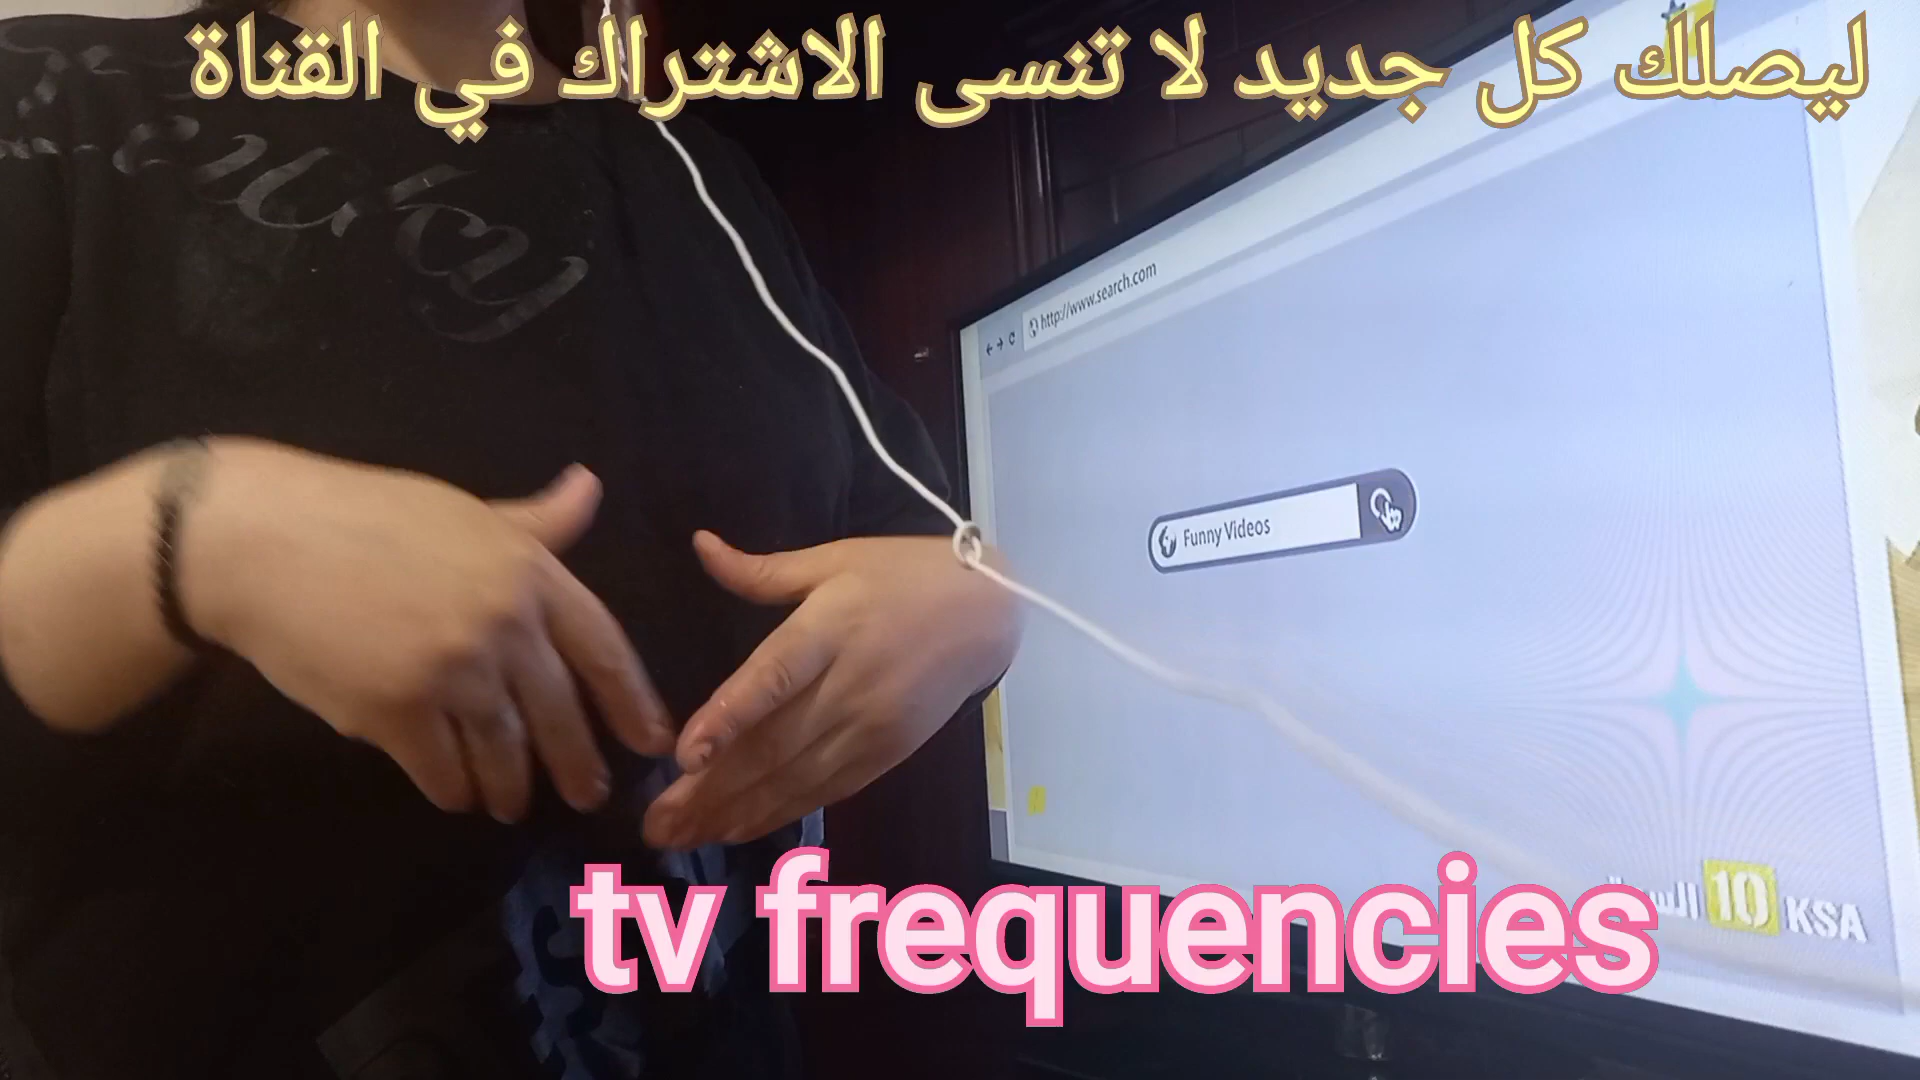 ليصلك كل جديد لا تنسى الاشتراك في القناة
http://www.search.com
Funny Videos
10 KSA
tv frequencies